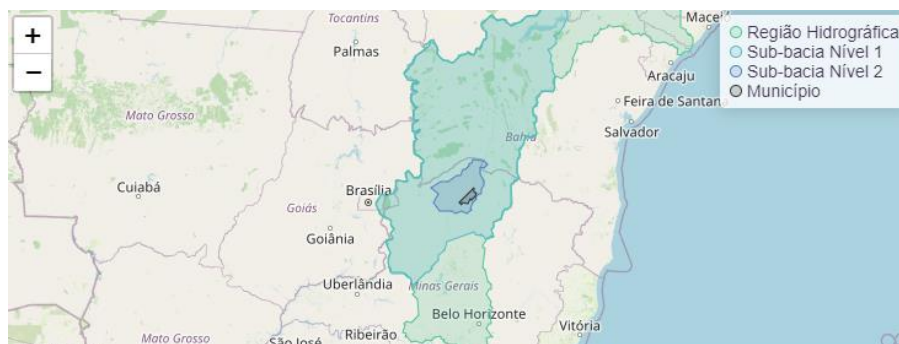 +
−
Tocantins
Palmas
Maceió
Região Hidrográfica
Sub-bacia Nível 1
Sub-bacia Nível 2
Município
Aracaju
Feira de Santana
Salvador
Mato Grosso
Bahia
Cuiabá
Brasília
Goiás
Goiânia
Uberlândia
Minas Gerais
Belo Horizonte
Vitória
Mato Grosso
São José
Ribeirão